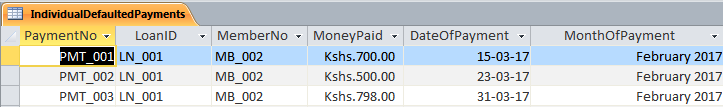 IndividualDefaultedPayments
PaymentNo LoanID MemberNo MoneyPaid DateOfPayment MonthOfPayment
PMT_001 LN_001 MB_002 Kshs.700.00 15-03-17 February 2017
PMT_002 LN_001 MB_002 Kshs.500.00 23-03-17 February 2017
PMT_003 LN_001 MB_002 Kshs.798.00 31-03-17 February 2017